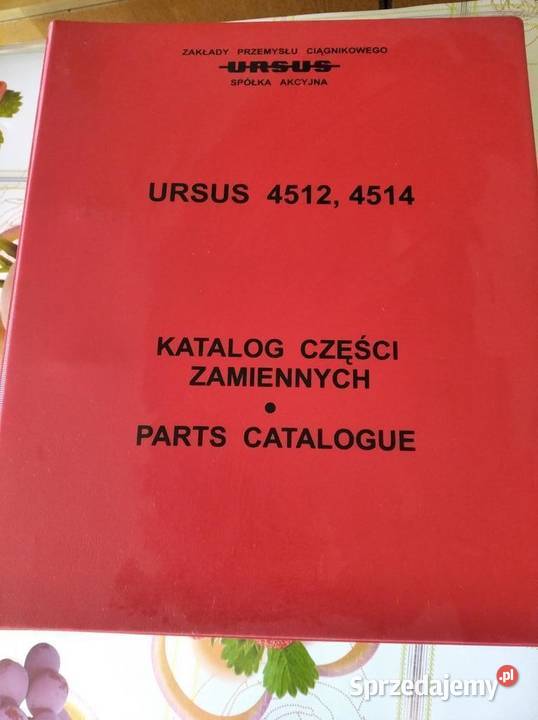 ZAKŁADY PRZEMYSŁU CIĄGNIKOWEGO
URSUS
SPÓŁKA AKCYJNA
URSUS 4512, 4514
KATALOG CZĘŚCI
ZAMIENNYCH
•
PARTS CATALOGUE
Sprzedajemy.pl